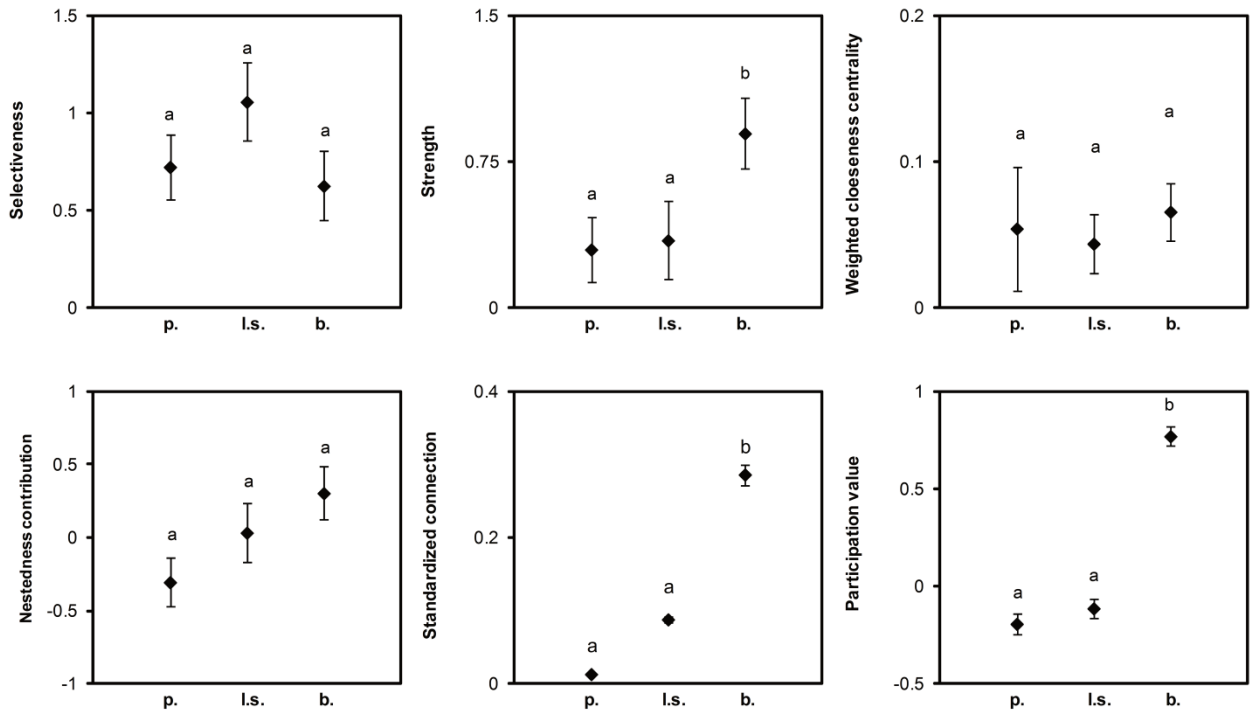 Selectiveness
1.5
1
0.5
0
a
a
a
p. l.s. b.
Strength
1.5
0.75
0
a
a
b
p. l.s. b.
Weighted cloeseness centrality
0.2
0.1
0
a
a
a
p. l.s. b.
Nestedness contribution
1
0.5
0
-0.5
-1
a
a
a
p. l.s. b.
Standardized connection
0.4
0.2
0
a
a
b
p. l.s. b.
Participation value
1
0.5
0
-0.5
a
a
b
p. l.s. b.